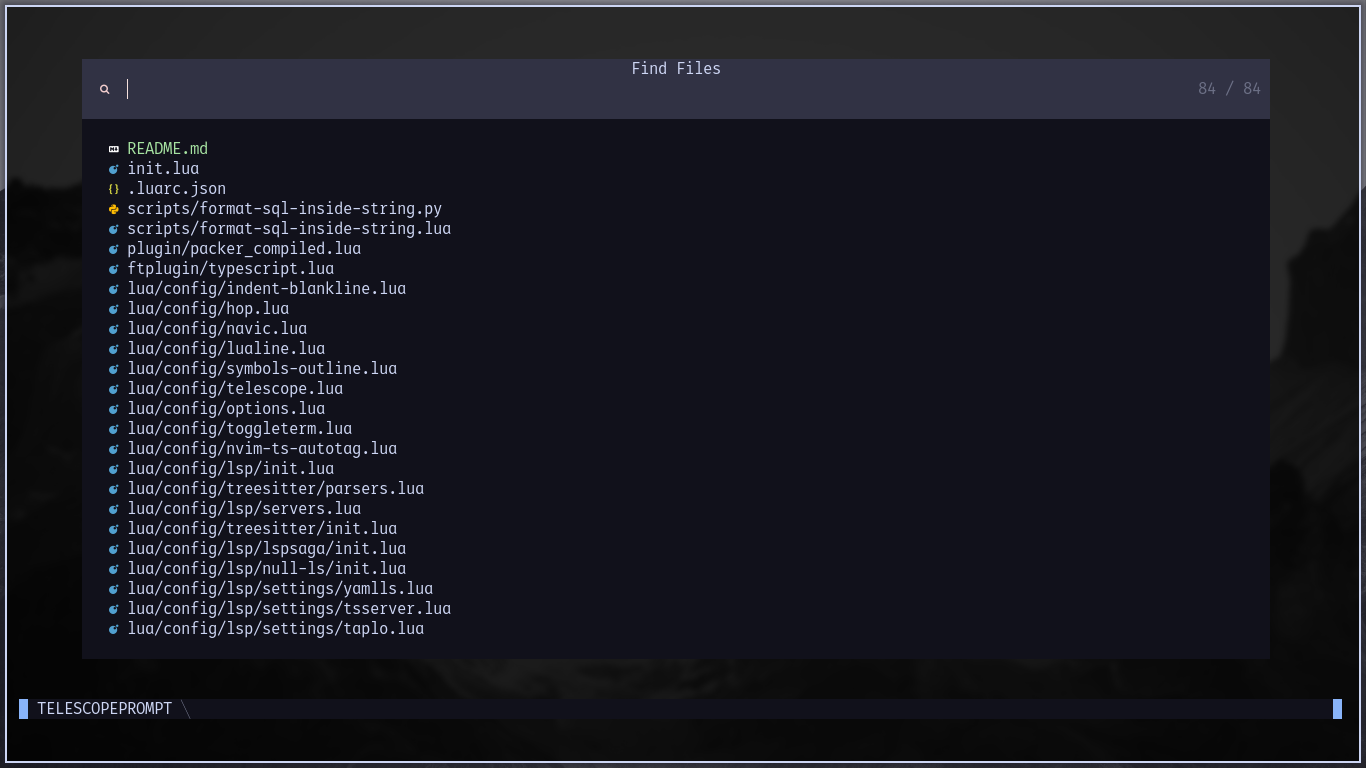 Find Files
84 / 84
README.md
init.lua
.luarc.json
scripts/format-sql-inside-string.py
scripts/format-sql-inside-string.lua
plugin/packer_compiled.lua
ftplugin/typescript.lua
lua/config/indent-blankline.lua
lua/config/hop.lua
lua/config/navic.lua
lua/config/lualine.lua
lua/config/symbols-outline.lua
lua/config/telescope.lua
lua/config/options.lua
lua/config/toggleterm.lua
lua/config/nvim-ts-autotag.lua
lua/config/lsp/init.lua
lua/config/treesitter/parsers.lua
lua/config/lsp/servers.lua
lua/config/treesitter/init.lua
lua/config/lsp/lspsaga/init.lua
lua/config/lsp/null-ls/init.lua
lua/config/lsp/settings/yamlls.lua
lua/config/lsp/settings/tsserver.lua
lua/config/lsp/settings/taplo.lua
TELESCOPEPROMPT